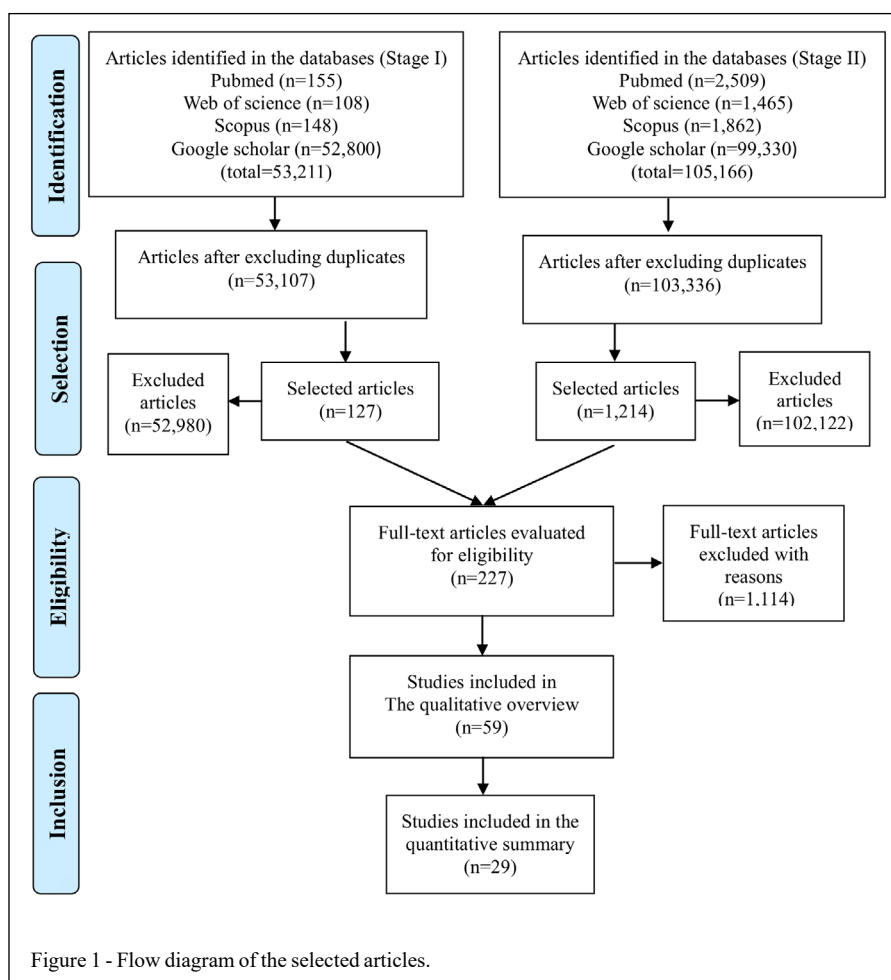 Identification
Articles identified in the databases (Stage I)
Pubmed (n=155)
Web of science (n=108)
Scopus (n=148)
Google scholar (n=52,800)
(total=53,211)
Articles identified in the databases (Stage II)
Pubmed (n=2,509)
Web of science (n=1,465)
Scopus (n=1,862)
Google scholar (n=99,330)
(total=105,166)
Articles after excluding duplicates
(n=53,107)
Articles after excluding duplicates
(n=103,336)
Selection
Excluded
articles
(n=52,980)
Selected articles
(n=127)
Selected articles
(n=1,214)
Excluded
articles
(n=102,122)
Eligibility
Full-text articles evaluated
for eligibility
(n=227)
Full-text articles
excluded with
reasons
(n=1,114)
Studies included in
The qualitative overview
(n=59)
Inclusion
Studies included in the
quantitative summary
(n=29)
Figure 1 - Flow diagram of the selected articles.